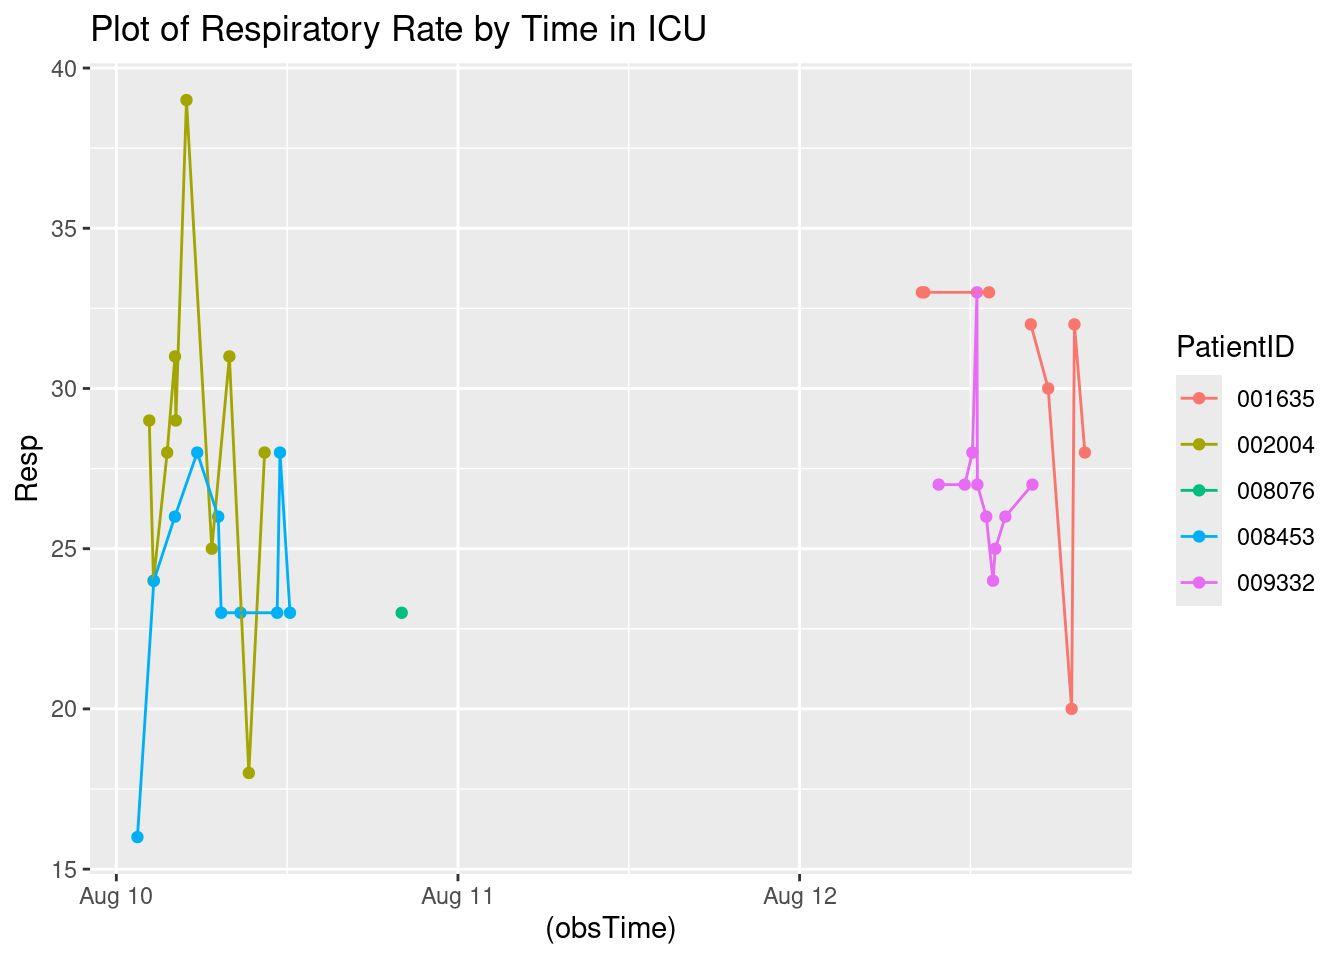 Plot of Respiratory Rate by Time in ICU
40
35
30
25
20
15
Resp
Aug 10
Aug 11
Aug 12
(obsTime)
PatientID
001635
002004
008076
008453
009332